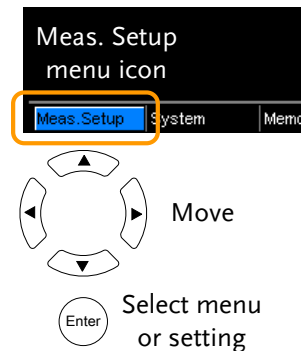 Meas. Setup
menu icon
Meas.Setup System Memo
Move
Enter
Select menu
or setting